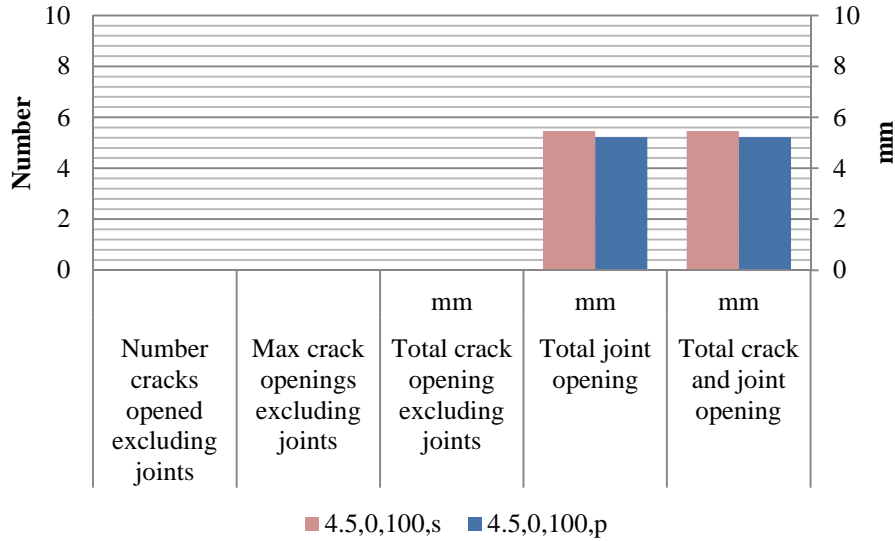 10
8
6
4
2
0
Number
10
8
6
4
2
0
mm
mm
mm
mm
Number
cracks
opened
excluding
joints
Max crack
openings
excluding
joints
Total crack
opening
excluding
joints
Total joint
opening
Total crack
and joint
opening
4.5,0,100,s
4.5,0,100,p